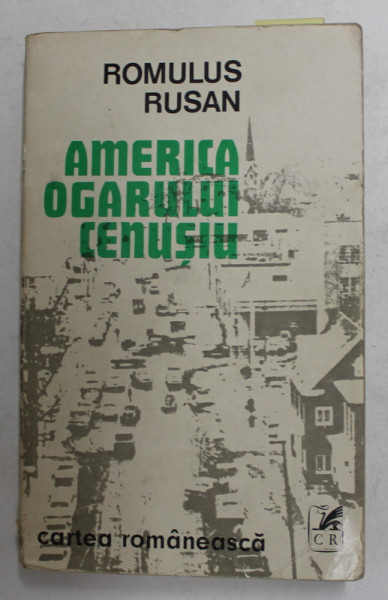 ROMULUS
RUSAN
AMERICA
OGARULUI
CENUȘIU
cartea românească
CR